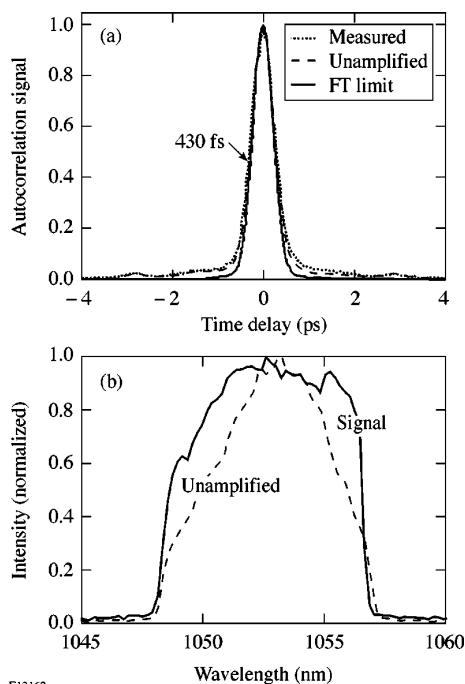 (a)
Measured
Unamplified
FT limit
430 fs
Autocorrelation signal
1.0
0.8
0.6
0.4
0.2
0.0
−4
−2
0
2
4
Time delay (ps)
(b)
Signal
Unamplified
Intensity (normalized)
1.0
0.8
0.6
0.4
0.2
0.0
1045
1050
1055
1060
Wavelength (nm)